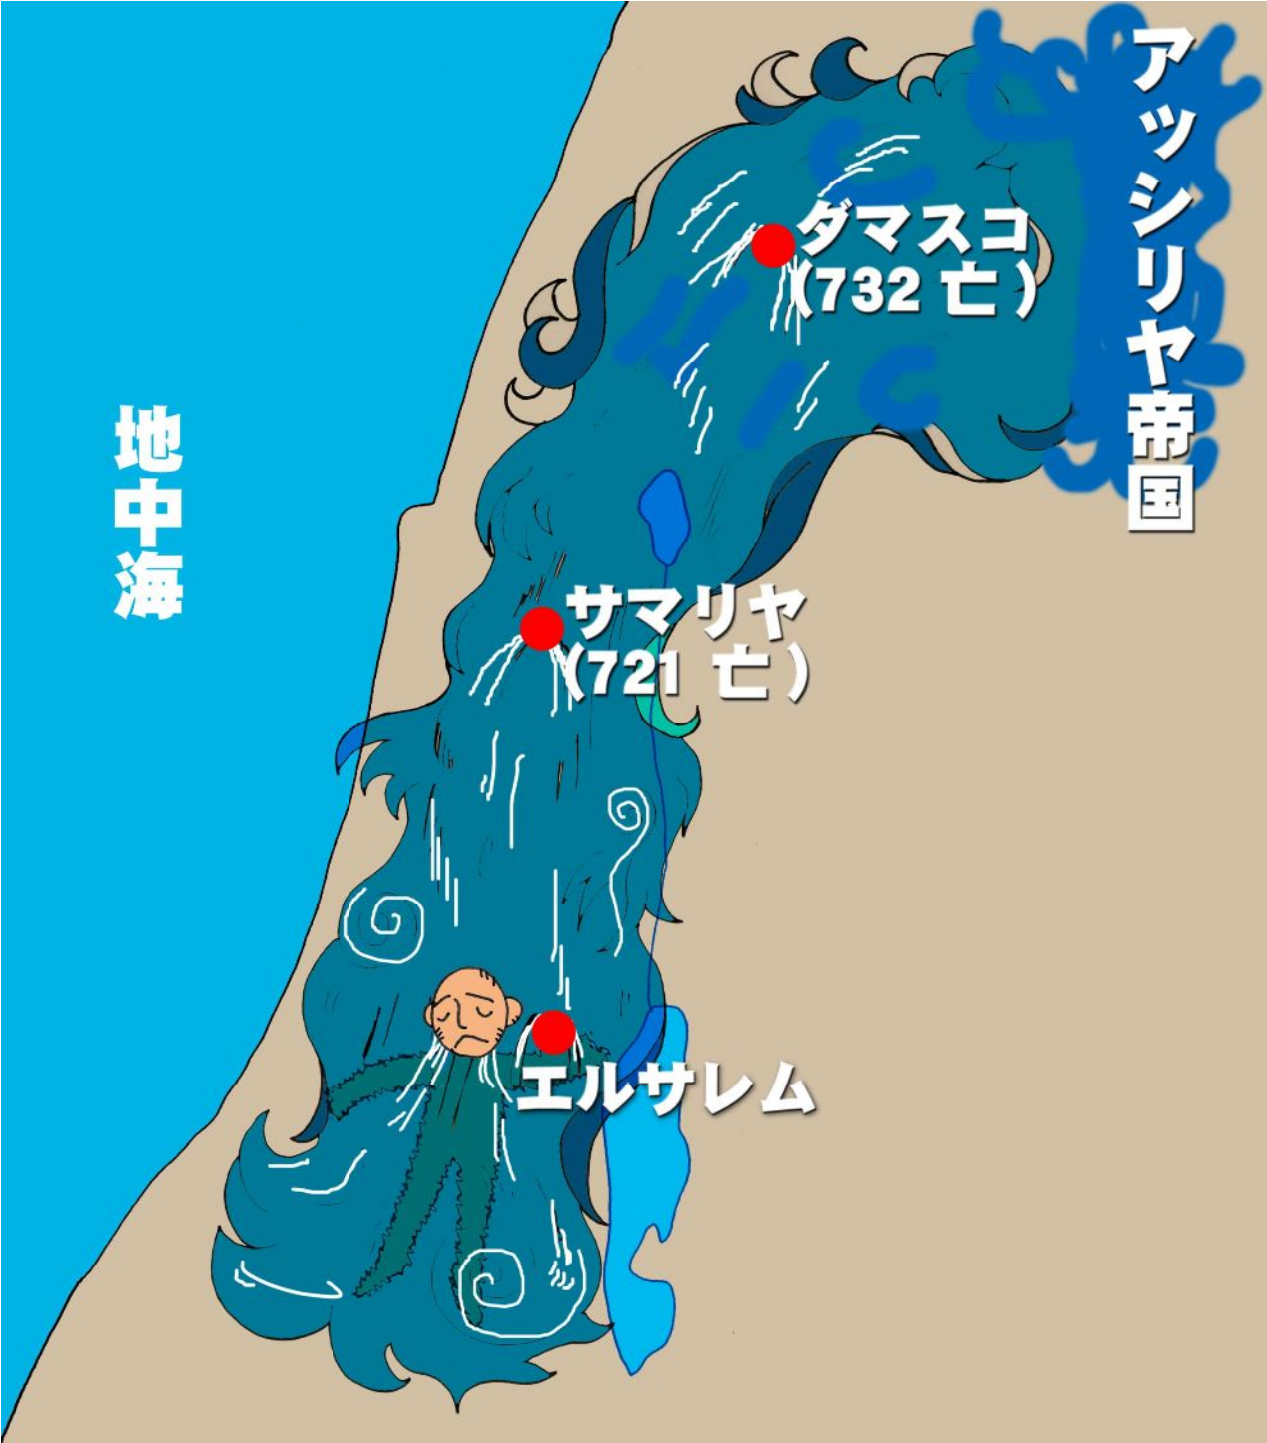 アッシリヤ帝国
ダマスコ
(732 亡)
地中海
サマリヤ
(721 亡)
エルサレム